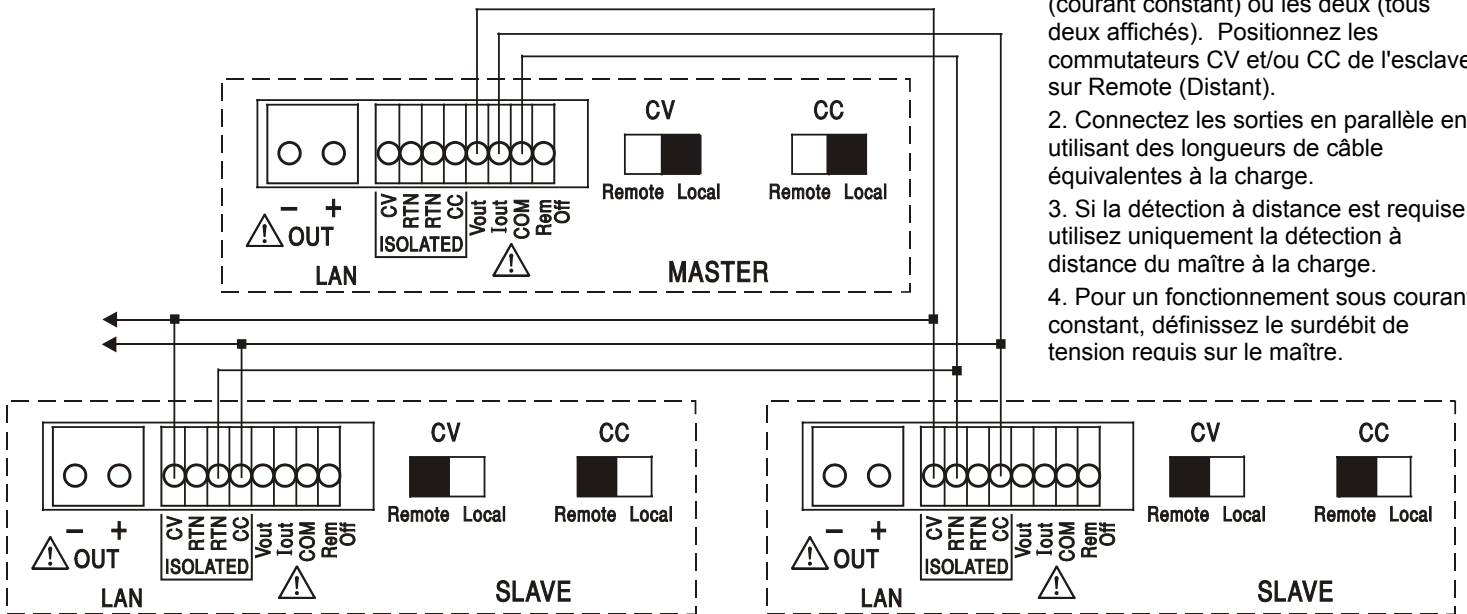 (courant constant) ou les deux (tous
deux affichés). Positionnez les
commutateurs CV et/ou CC de l'esclave
sur Remote (Distant).
2. Connectez les sorties en parallèle en
utilisant des longueurs de câble
équivalentes à la charge.
3. Si la détection à distance est requise
utilisez uniquement la détection à
distance du maître à la charge.
4. Pour un fonctionnement sous courant
constant, définissez le surdébit de
tension requis sur le maître.
CV CC
Remote Local Remote Local
- + CV RTN RTN CC Vout Iout COM Rem Off
OUT ISOLATED
LAN MASTER
CV CC
Remote Local Remote Local
- + CV RTN RTN CC Vout Iout COM Rem Off
OUT ISOLATED
LAN SLAVE
CV CC
Remote Local Remote Local
- + CV RTN RTN CC Vout Iout COM Rem Off
OUT ISOLATED
LAN SLAVE